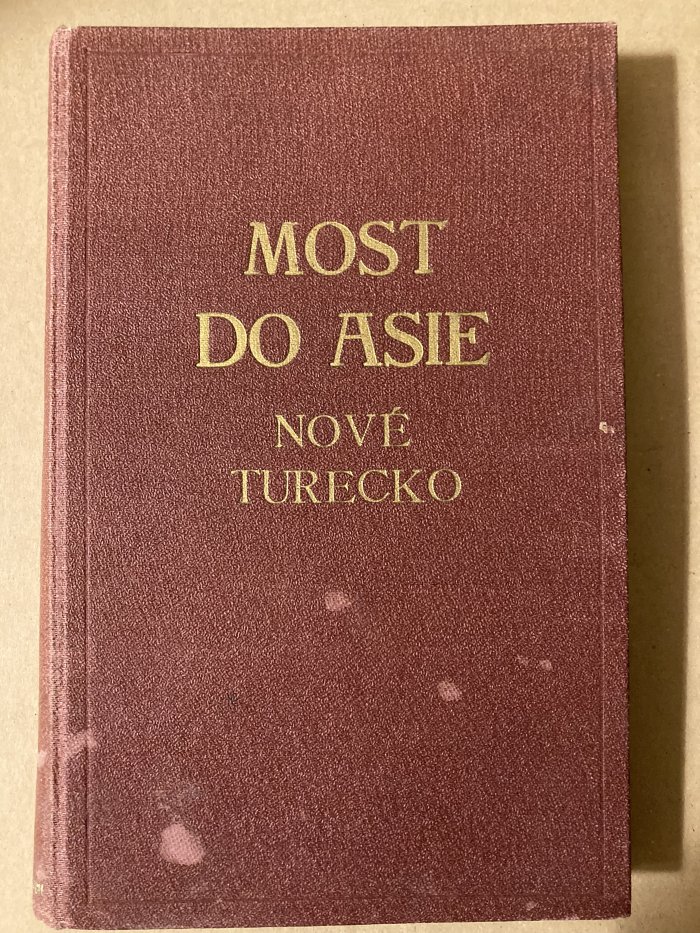 MOST
DO ASIE
NOVÉ
TURECKO